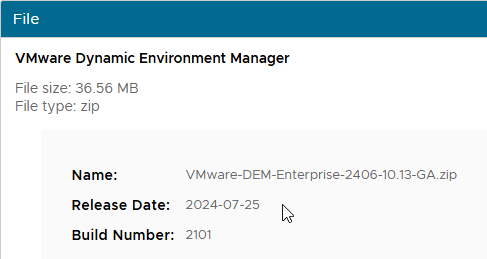 File
VMware Dynamic Environment Manager
File size: 36.56 MB
File type: zip
Name: VMware-DEM-Enterprise-2406-10.13-GA.zip
Release Date: 2024-07-25
Build Number: 2101